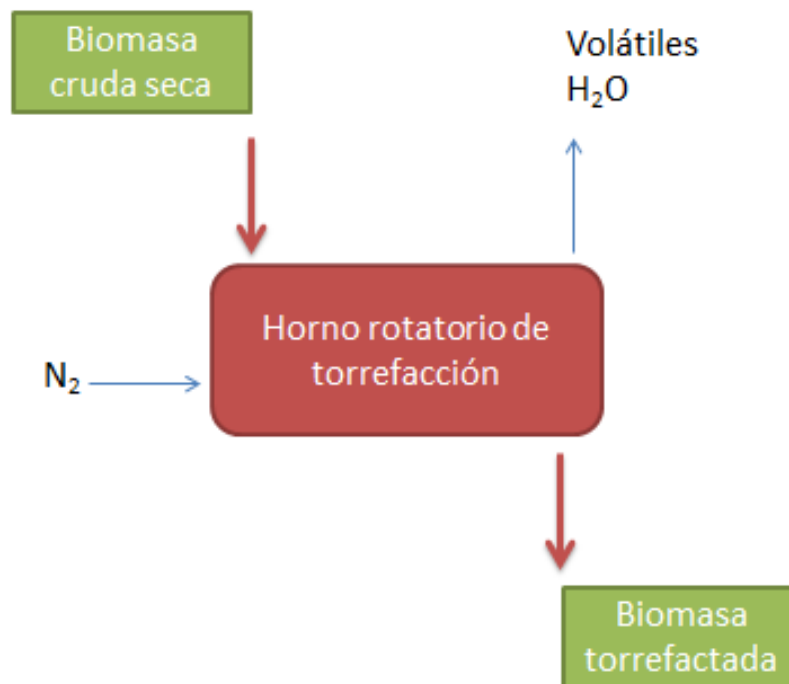 Biomasa
cruda seca
Volátiles
H₂O
Horno rotatorio de
torrefacción
N₂
Biomasa
torrefactada